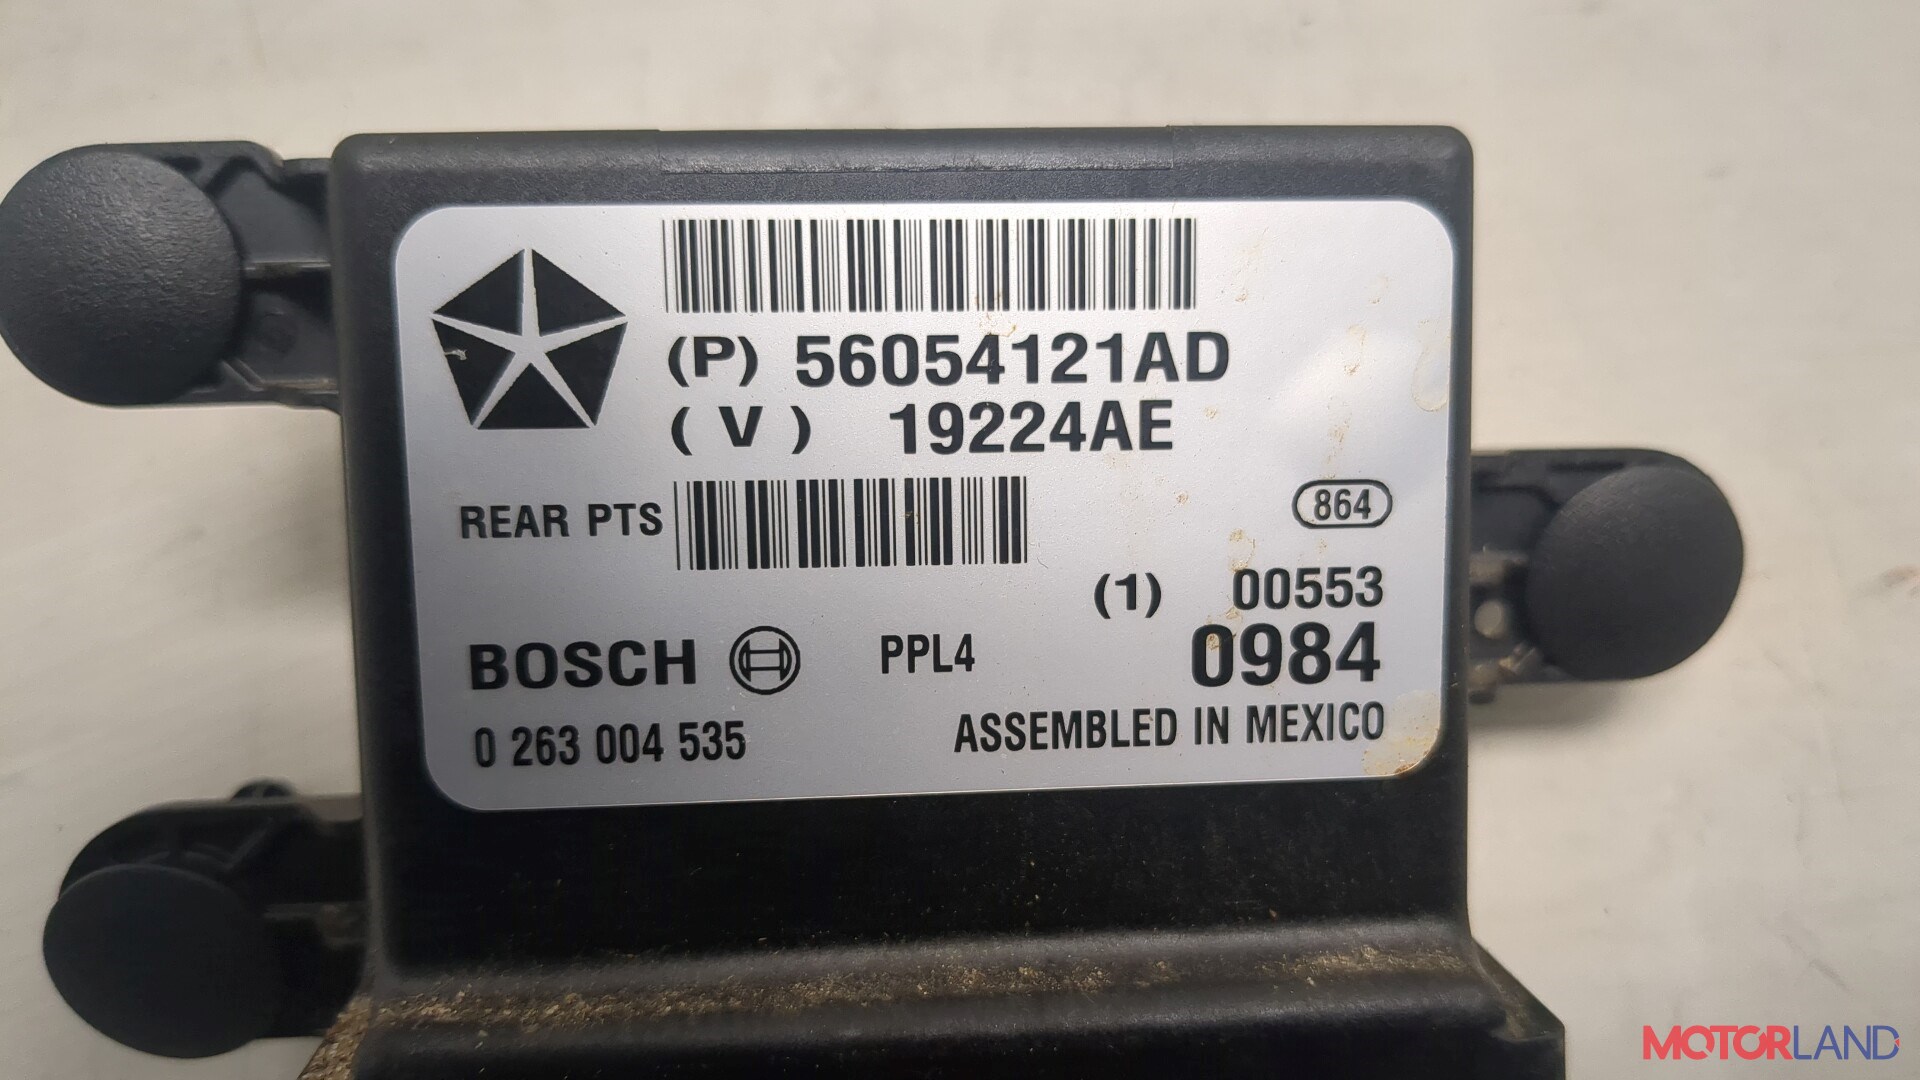 (P) 56054121AD
(V) 19224AE
REAR PTS
864
(1) 00553
BOSCH PPL4 0984
0 263 004 535 ASSEMBLED IN MEXICO
MOTORLAND